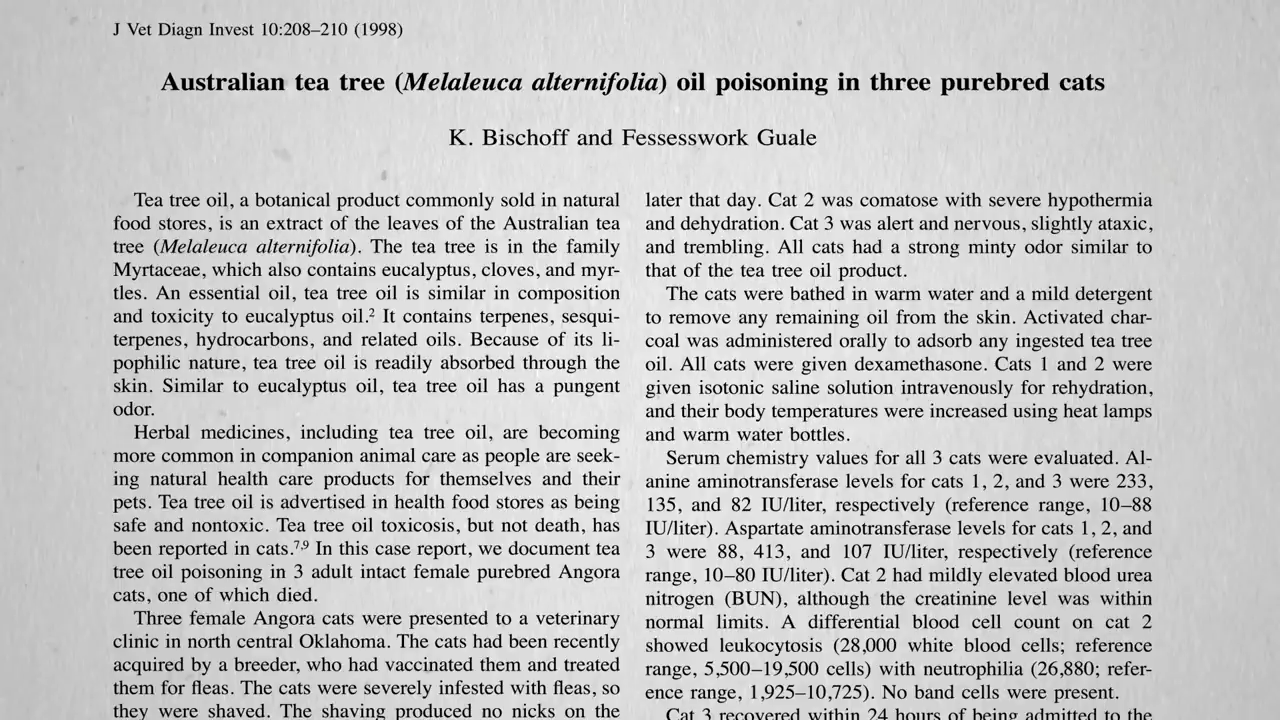 J Vet Diagn Invest 10:208–210 (1998)
Australian tea tree (Melaleuca alternifolia) oil poisoning in three purebred cats
K. Bischoff and Fessesswork Guale
Tea tree oil, a botanical product commonly sold in natural
food stores, is an extract of the leaves of the Australian tea
tree (Melaleuca alternifolia). The tea tree is in the family
Myrtaceae, which also contains eucalyptus, cloves, and myr-
tles. An essential oil, tea tree oil is similar in composition
and toxicity to eucalyptus oil.2 It contains terpenes, sesqui-
terpenes, hydrocarbons, and related oils. Because of its li-
pophilic nature, tea tree oil is readily absorbed through the
skin. Similar to eucalyptus oil, tea tree oil has a pungent
odor.
Herbal medicines, including tea tree oil, are becoming
more common in companion animal care as people are seek-
ing natural health care products for themselves and their
pets. Tea tree oil is advertised in health food stores as being
safe and nontoxic. Tea tree oil toxicosis, but not death, has
been reported in cats.7,9 In this case report, we document tea
tree oil poisoning in 3 adult intact female purebred Angora
cats, one of which died.
Three female Angora cats were presented to a veterinary
clinic in north central Oklahoma. The cats had been recently
acquired by a breeder, who had vaccinated them and treated
them for fleas. The cats were severely infested with fleas, so
they were shaved. The shaving produced no nicks on the
later that day. Cat 2 was comatose with severe hypothermia
and dehydration. Cat 3 was alert and nervous, slightly ataxic,
and trembling. All cats had a strong minty odor similar to
that of the tea tree oil product.
The cats were bathed in warm water and a mild detergent
to remove any remaining oil from the skin. Activated char-
coal was administered orally to adsorb any ingested tea tree
oil. All cats were given dexamethasone. Cats 1 and 2 were
given isotonic saline solution intravenously for rehydration,
and their body temperatures were increased using heat lamps
and warm water bottles.
Serum chemistry values for all 3 cats were evaluated. Al-
anine aminotransferase levels for cats 1, 2, and 3 were 233,
135, and 82 IU/liter, respectively (reference range, 10–88
IU/liter). Aspartate aminotransferase levels for cats 1, 2, and
3 were 88, 413, and 107 IU/liter, respectively (reference
range, 10–80 IU/liter). Cat 2 had mildly elevated blood urea
nitrogen (BUN), although the creatinine level was within
normal limits. A differential blood cell count on cat 2
showed leukocytosis (28,000 white blood cells; reference
range, 5,500–19,500 cells) with neutrophilia (26,880; refer-
ence range, 1,925–10,725). No band cells were present.
Cat 3 recovered within 24 hours of being admitted to the